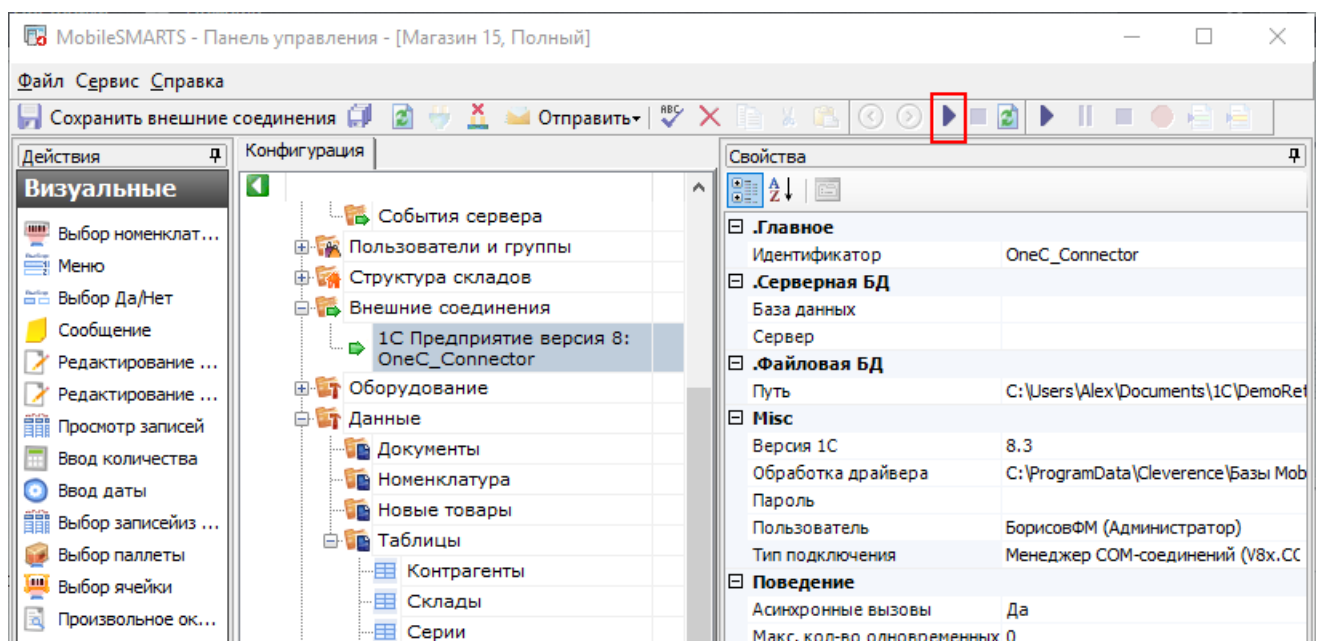 MobileSMARTS - Панель управления - [Магазин 15, Полный]
Файл Сервис Справка
Сохранить внешние соединения Отправить
ABC
Действия
Визуальные
Выбор номенклат...
Меню
Выбор Да/Нет
Сообщение
Редактирование ...
Редактирование ...
Просмотр записей
Ввод количества
Ввод даты
Выбор записейиз ...
Выбор паллеты
Выбор ячейки
Произвольное ок...
Конфигурация
События сервера
Пользователи и группы
Структура складов
Внешние соединения
1С Предприятие версия 8:
OneC_Connector
Оборудование
Данные
Документы
Номенклатура
Новые товары
Таблицы
Контрагенты
Склады
Серии
Свойства
.Главное
Идентификатор OneC_Connector
.Серверная БД
База данных
Сервер
.Файловая БД
Путь C:\Users\Alex\Documents\1C\DemoRet
Misc
Версия 1С 8.3
Обработка драйвера C:\ProgramData\Cleverence\Базы Mob
Пароль
Пользователь БорисовФМ (Администратор)
Тип подключения Менеджер COM-соединений (V8x.CC
Поведение
Асинхронные вызовы Да
Макс. кол-во одновременных 0